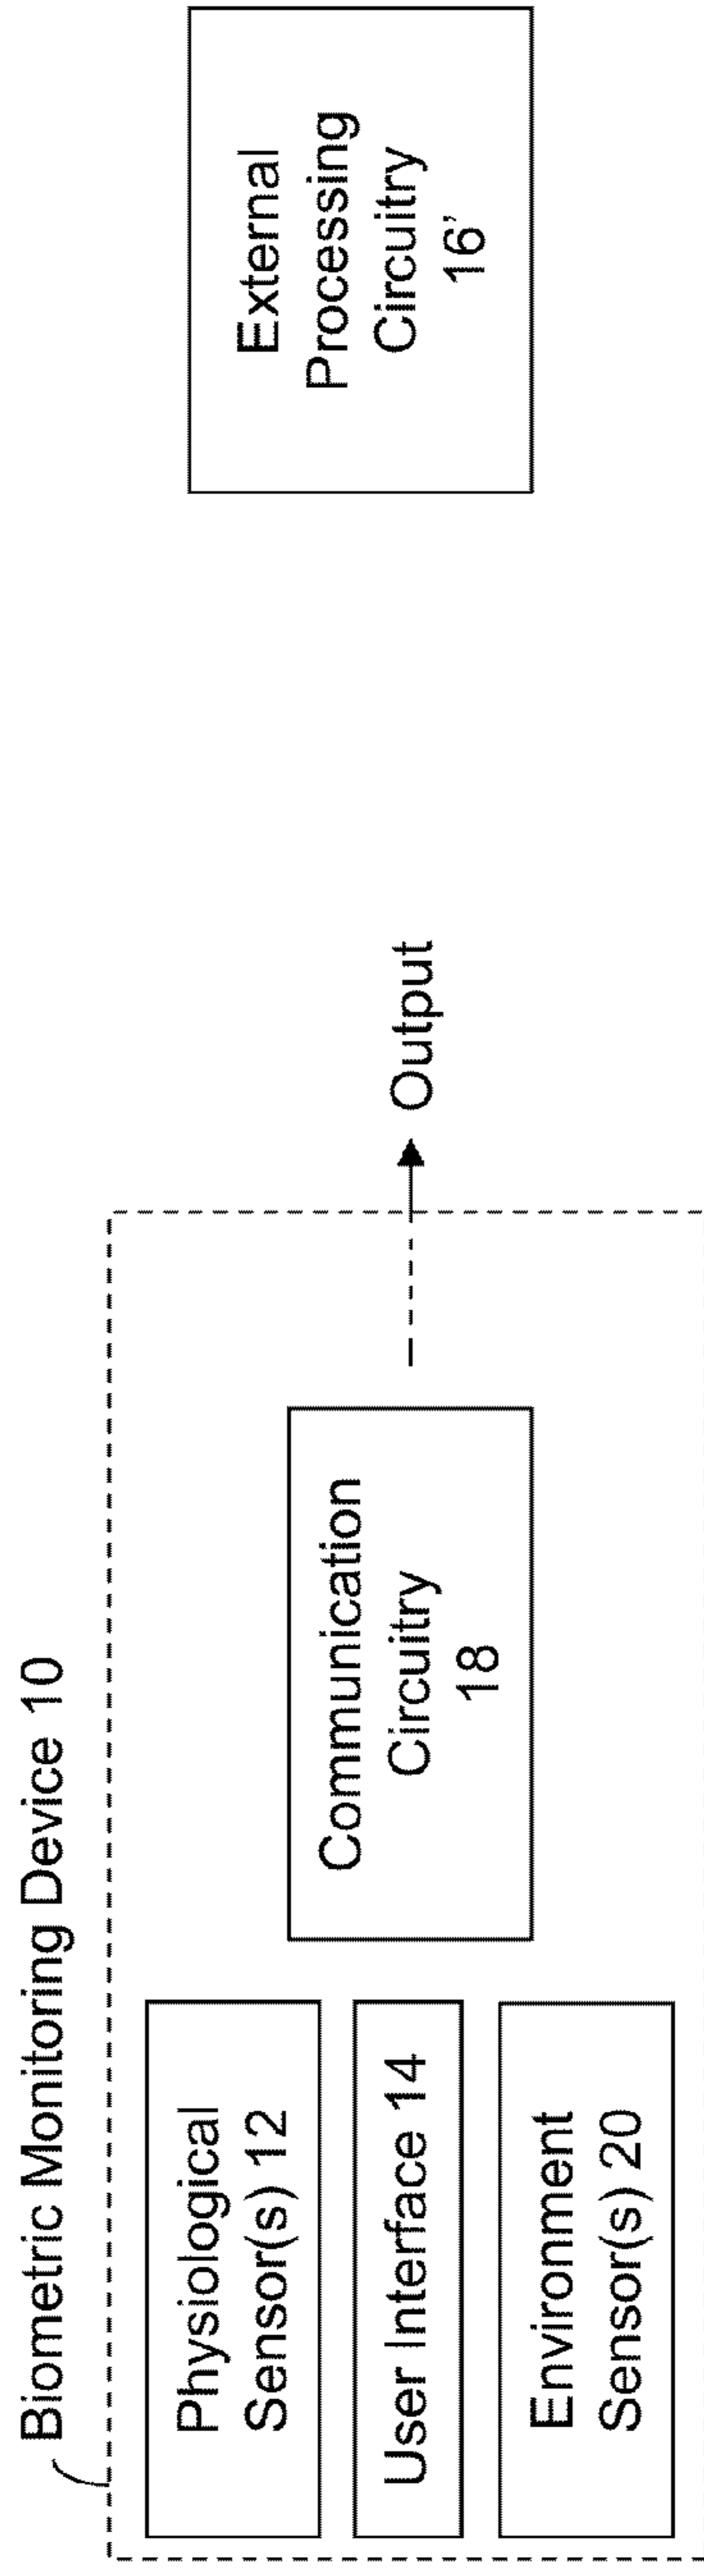 Biometric Monitoring Device 10
Physiological
Sensor(s) 12
User Interface 14
Environment
Sensor(s) 20
Communication
Circuitry
18
Output
External
Processing
Circuitry
16'